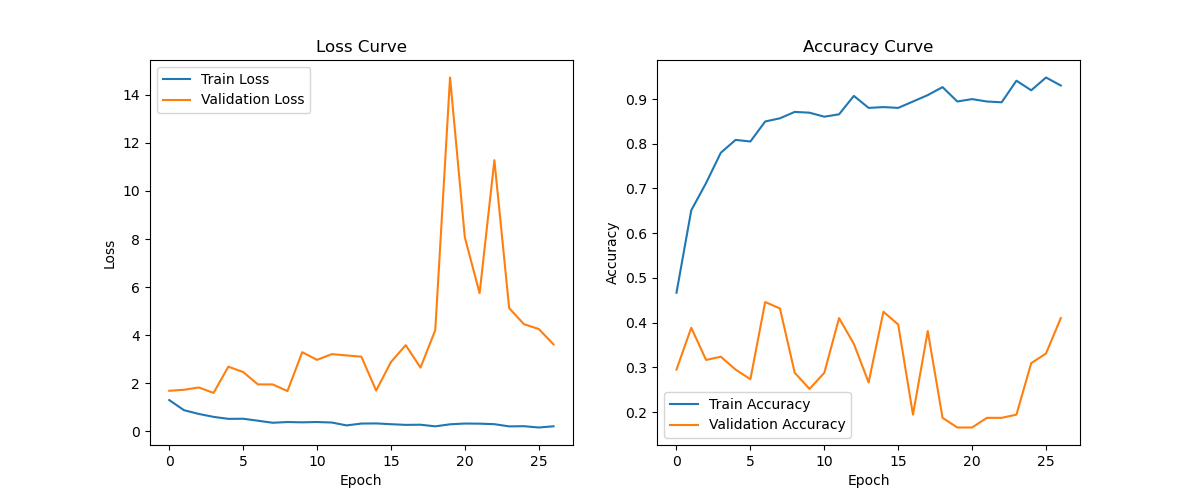 Loss Curve
Train Loss
Validation Loss
14
12
10
8
6
4
2
0
Loss
0 5 10 15 20 25
Epoch
Accuracy Curve
0.9
0.8
0.7
0.6
0.5
0.4
0.3
0.2
Accuracy
Train Accuracy
Validation Accuracy
0 5 10 15 20 25
Epoch